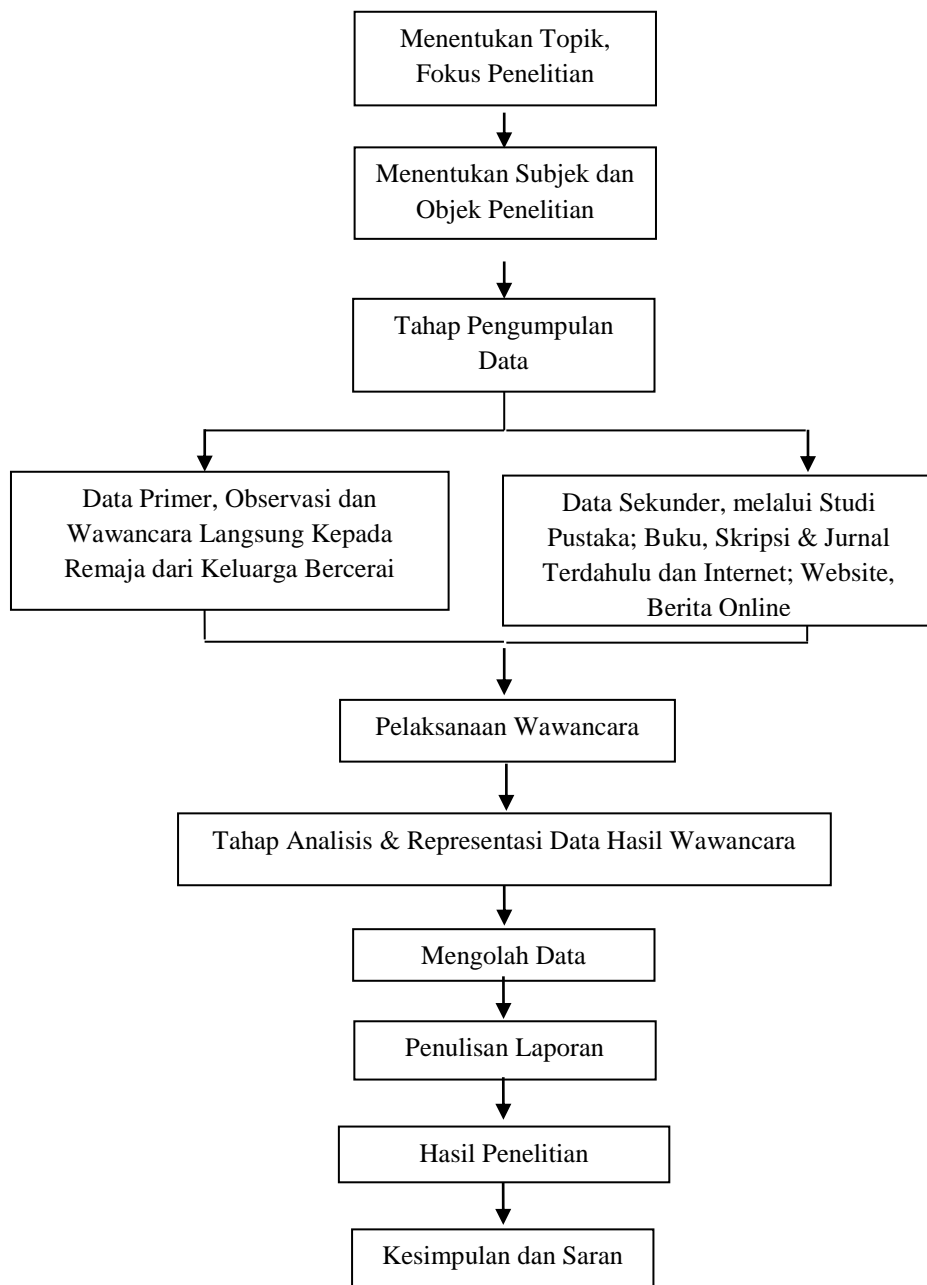 Menentukan Topik,
Fokus Penelitian
Menentukan Subjek dan
Objek Penelitian
Tahap Pengumpulan
Data
Data Primer, Observasi dan
Wawancara Langsung Kepada
Remaja dari Keluarga Bercerai
Data Sekunder, melalui Studi
Pustaka; Buku, Skripsi & Jurnal
Terdahulu dan Internet; Website,
Berita Online
Pelaksanaan Wawancara
Tahap Analisis & Representasi Data Hasil Wawancara
Mengolah Data
Penulisan Laporan
Hasil Penelitian
Kesimpulan dan Saran